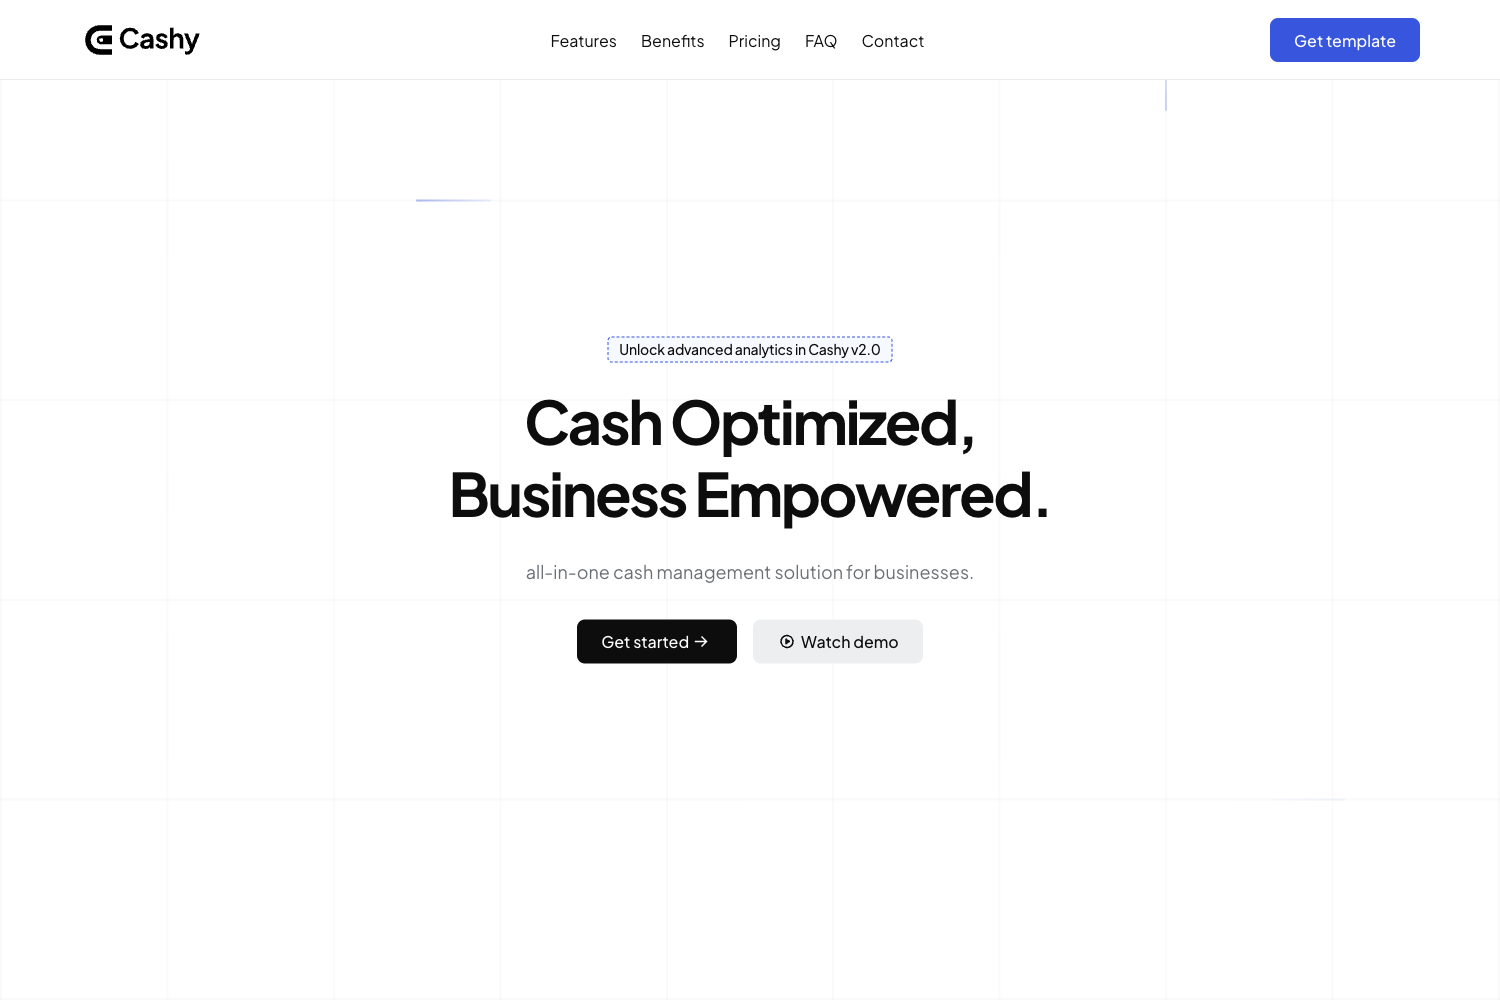 Cashy
Features
Benefits
Pricing
FAQ
Contact
Get template
Unlock advanced analytics in Cashy v2.0
Cash Optimized,
Business Empowered.
all-in-one cash management solution for businesses.
Get started →
Watch demo